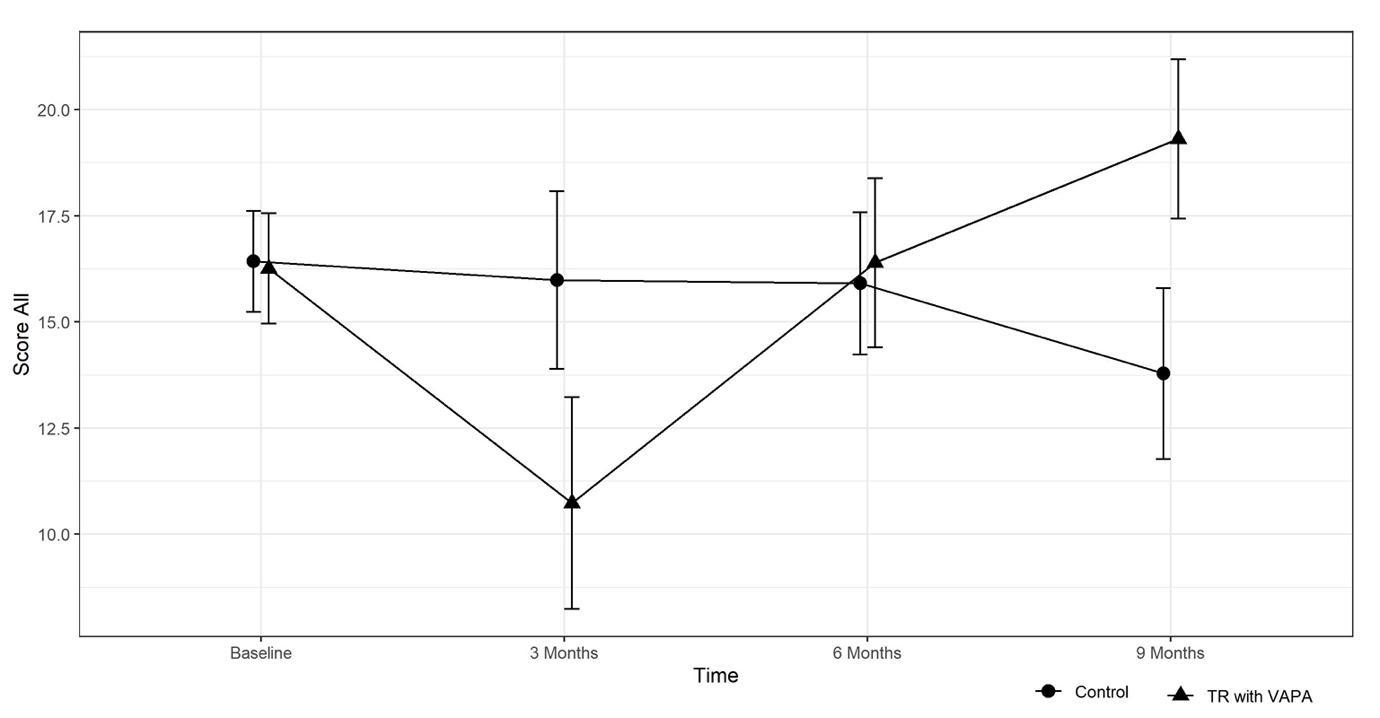 Score All
20.0
17.5
15.0
12.5
10.0
Baseline 3 Months 6 Months 9 Months
Time
Control TR with VAPA